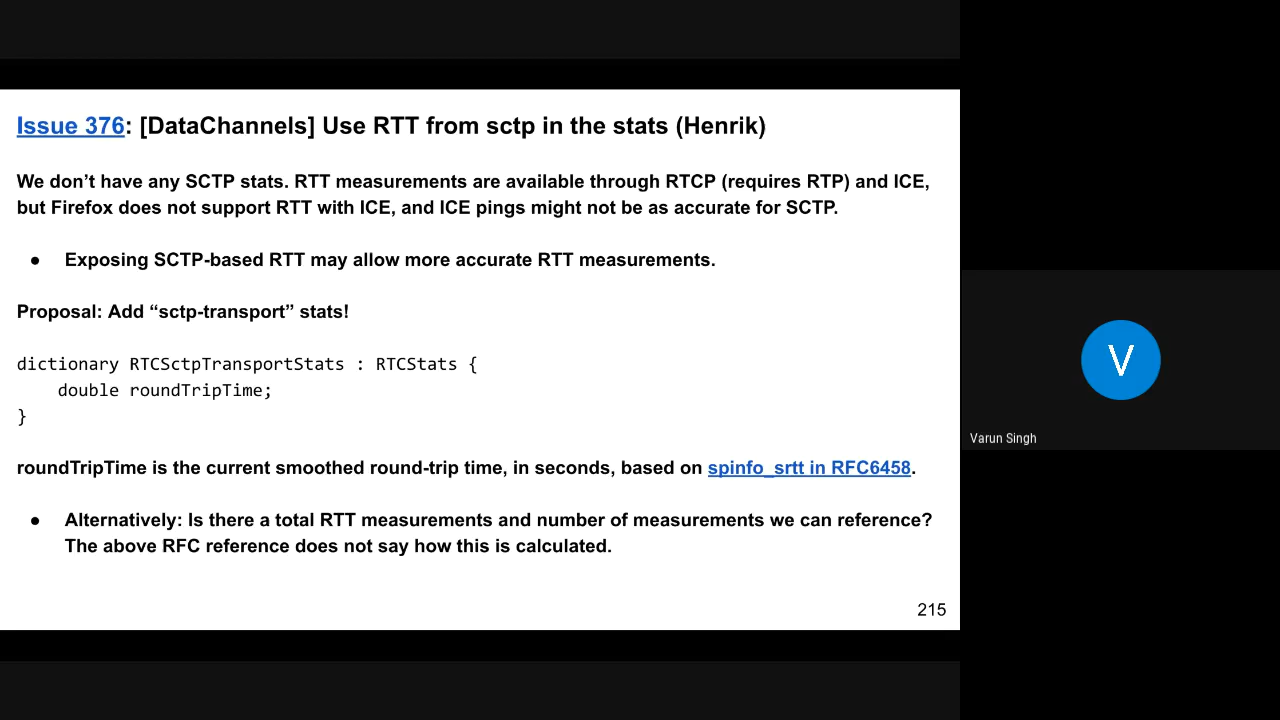 Issue 376: [DataChannels] Use RTT from sctp in the stats (Henrik)
We don’t have any SCTP stats. RTT measurements are available through RTCP (requires RTP) and ICE,
but Firefox does not support RTT with ICE, and ICE pings might not be as accurate for SCTP.
● Exposing SCTP-based RTT may allow more accurate RTT measurements.
Proposal: Add “sctp-transport” stats!
dictionary RTCSctpTransportStats : RTCStats {
    double roundTripTime;
}
roundTripTime is the current smoothed round-trip time, in seconds, based on spinfo_srtt in RFC6458.
● Alternatively: Is there a total RTT measurements and number of measurements we can reference?
The above RFC reference does not say how this is calculated.
215
V
Varun Singh